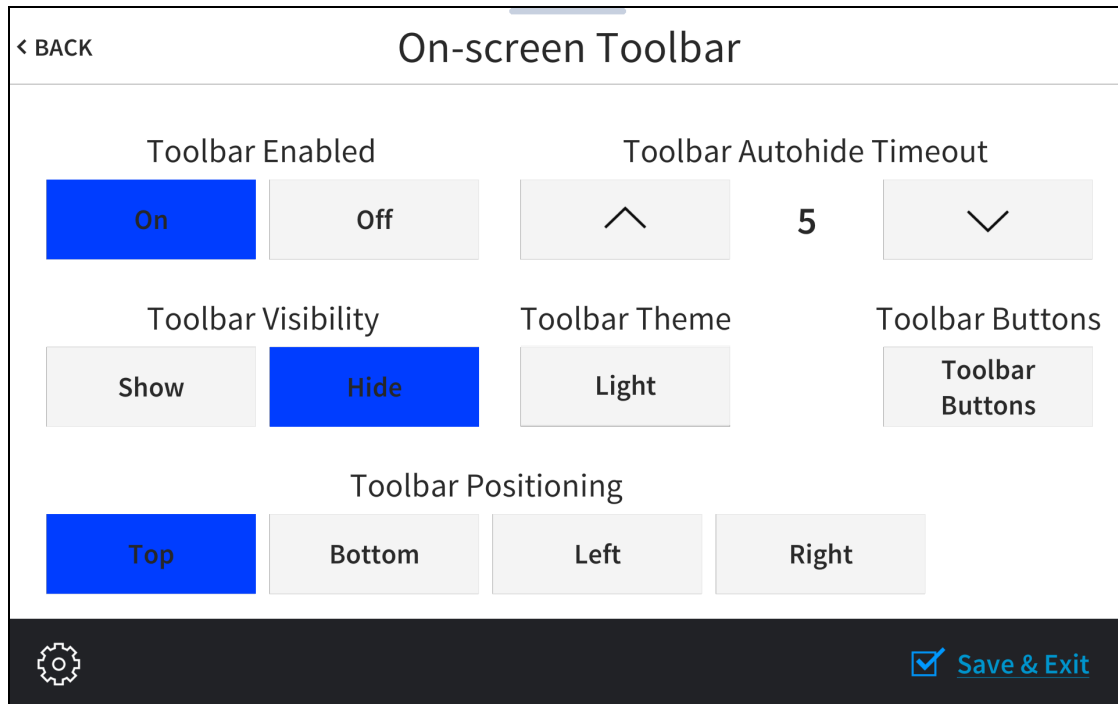 < BACK
On-screen Toolbar
Toolbar Enabled
Toolbar Autohide Timeout
On
Off
5
Toolbar Visibility
Toolbar Theme
Toolbar Buttons
Show
Hide
Light
Toolbar
Buttons
Toolbar Positioning
Top
Bottom
Left
Right
Save & Exit